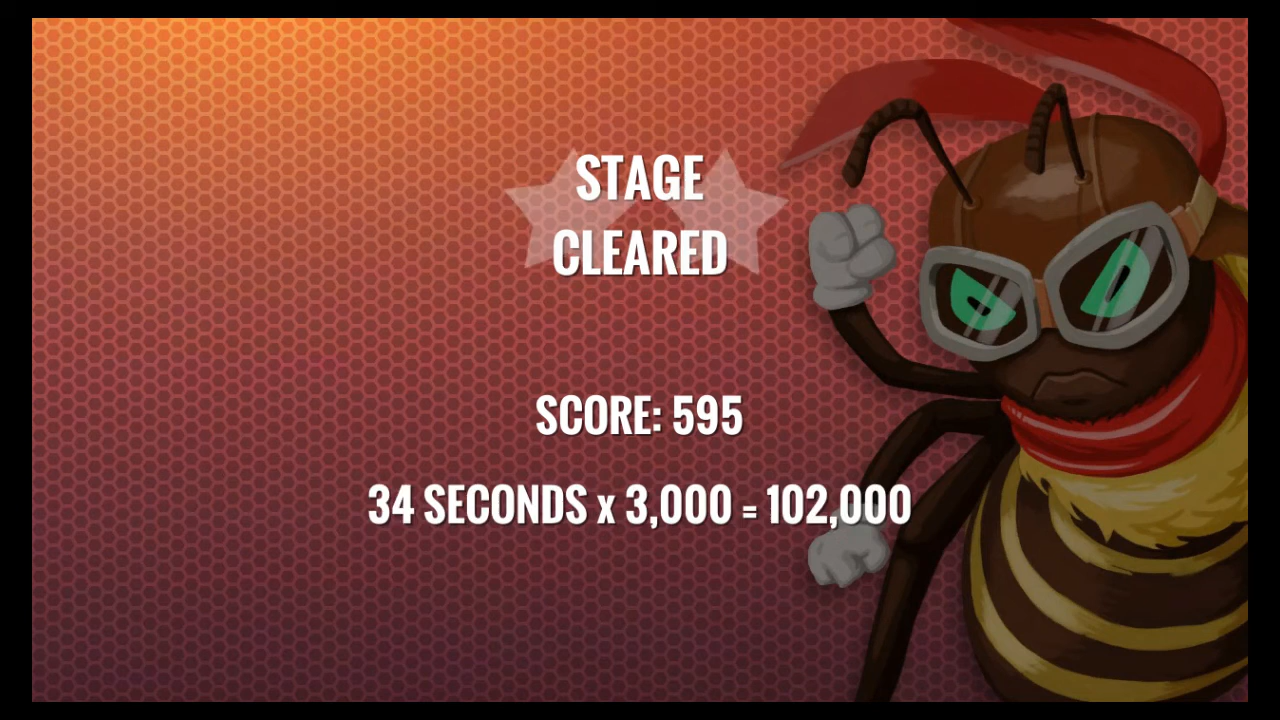 STAGE
CLEARED
SCORE: 595
34 SECONDS x 3,000 = 102,000